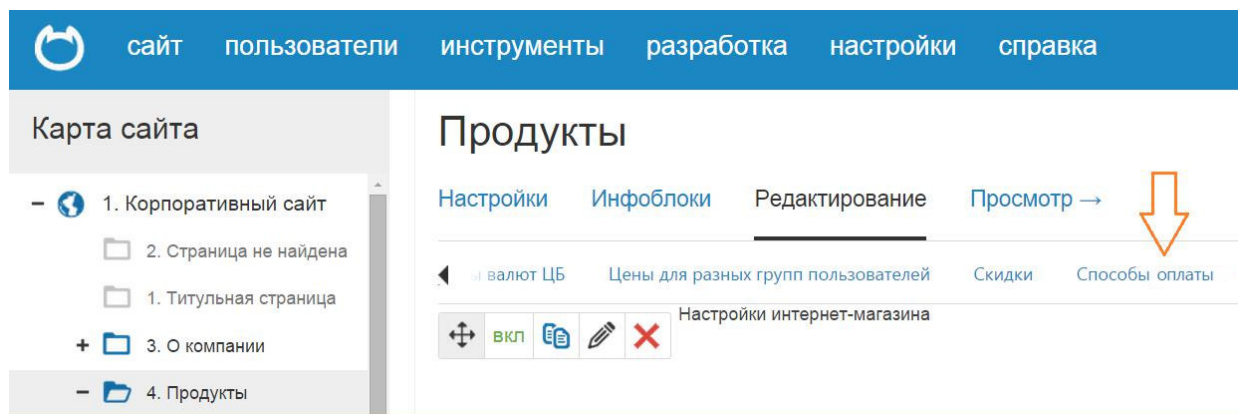 сайт пользователи инструменты разработка настройки справка
Карта сайта
Продукты
Настройки Инфоблоки Редактирование Просмотр →
− 1. Корпоративный сайт
2. Страница не найдена
1. Титульная страница
+ 3. О компании
− 4. Продукты
валют ЦБ Цены для разных групп пользователей Скидки Способы оплаты
вкл Настройки интернет-магазина